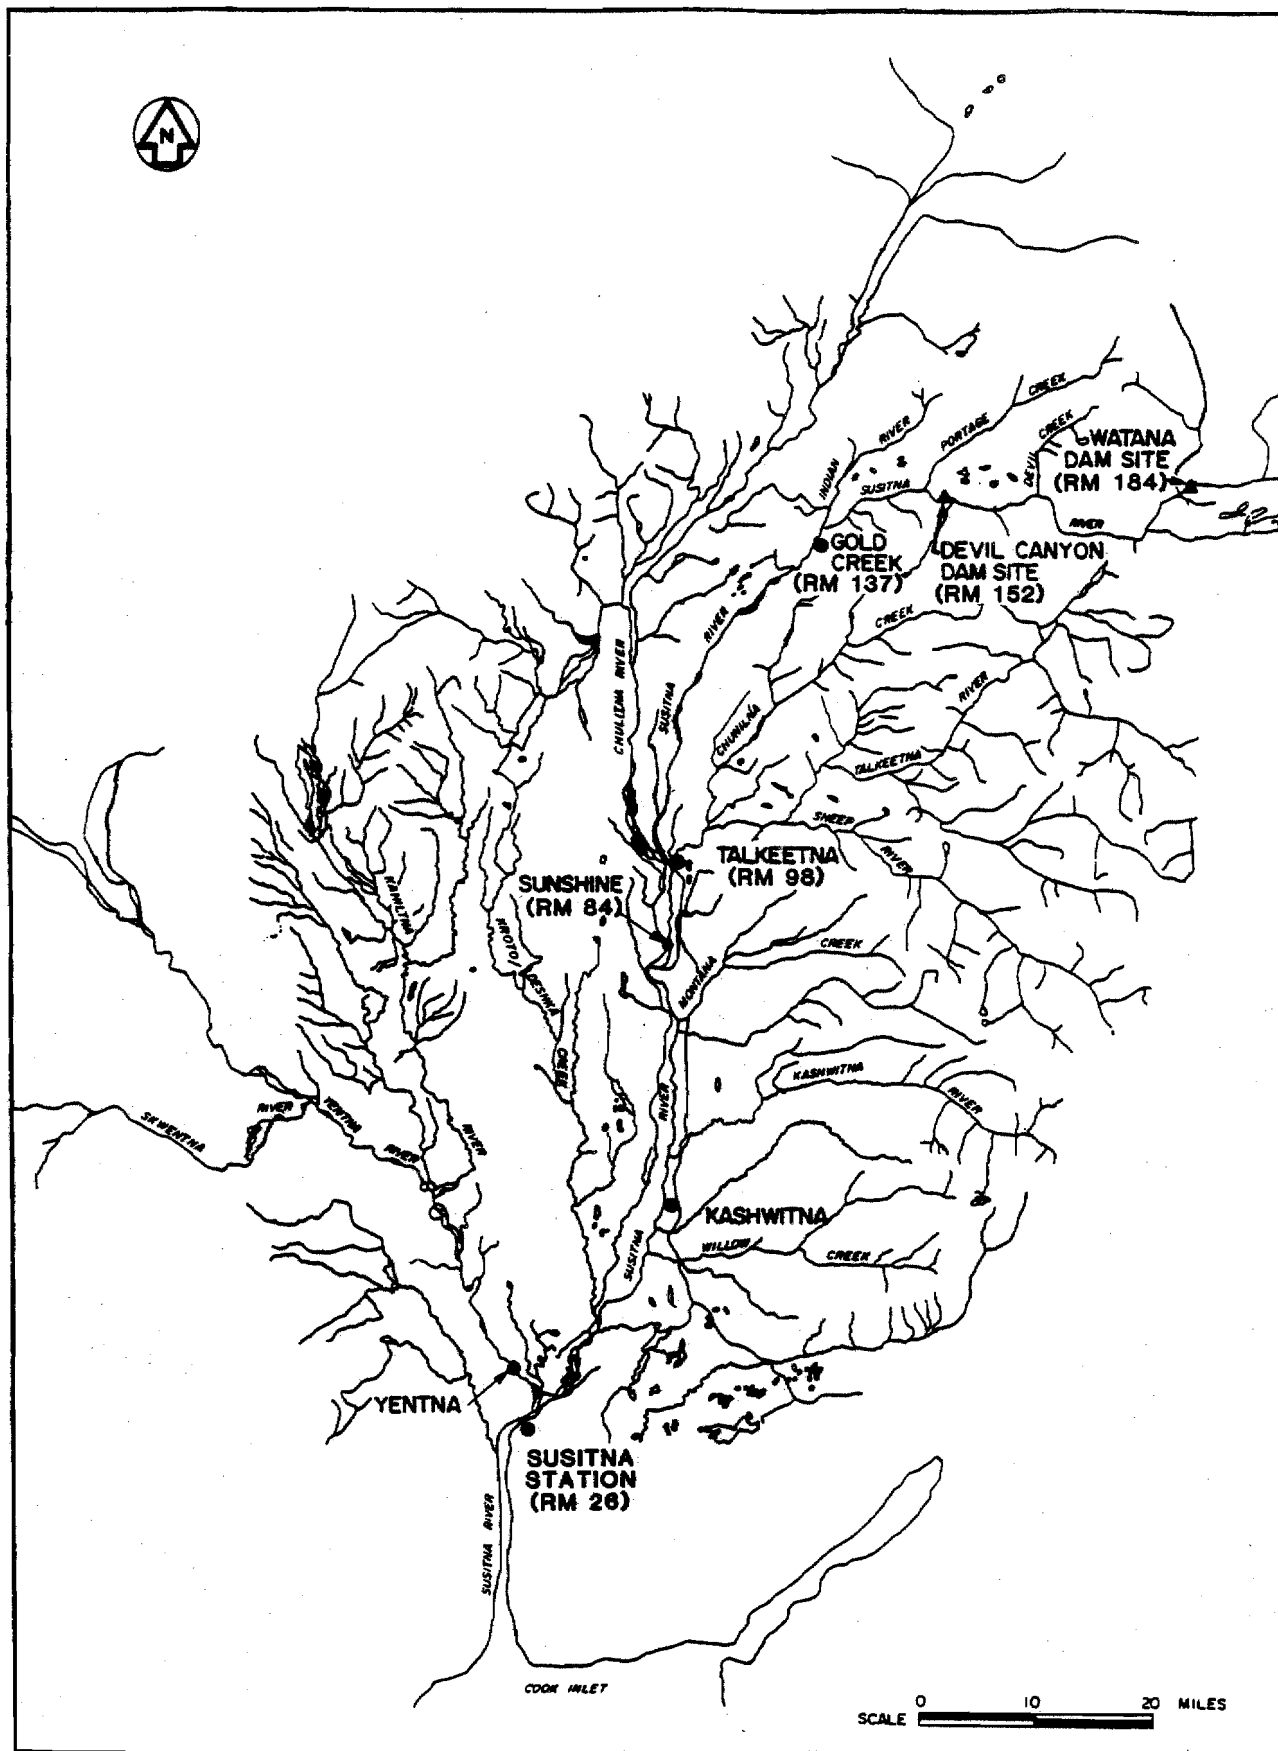 N
CREEK
PORTAGE
RIVER
INDIAN
SUSITNA
DEVIL
CREEK
WATANA
DAM SITE
(RM 184)
RIVER
GOLD
CREEK
(RM 137)
DEVIL CANYON
DAM SITE
(RM 152)
CREEK
RIVER
CHULITNA RIVER
SUSITNA
CHUNILNA
RIVER
TALKEETNA
SHEEP
RIVER
TALKEETNA
(RM 98)
SUNSHINE
(RM 84)
KAHILTNA
KROTO/
DESHKA
CREEK
MONTANA
CREEK
KASHWITNA
RIVER
RIVER
SKWENTNA
RIVER
YENTNA
RIVER
RIVER
KASHWITNA
SUSITNA
WILLOW
CREEK
YENTNA
SUSITNA
STATION
(RM 26)
SUSITNA RIVER
COOK INLET
0 10 20 MILES
SCALE